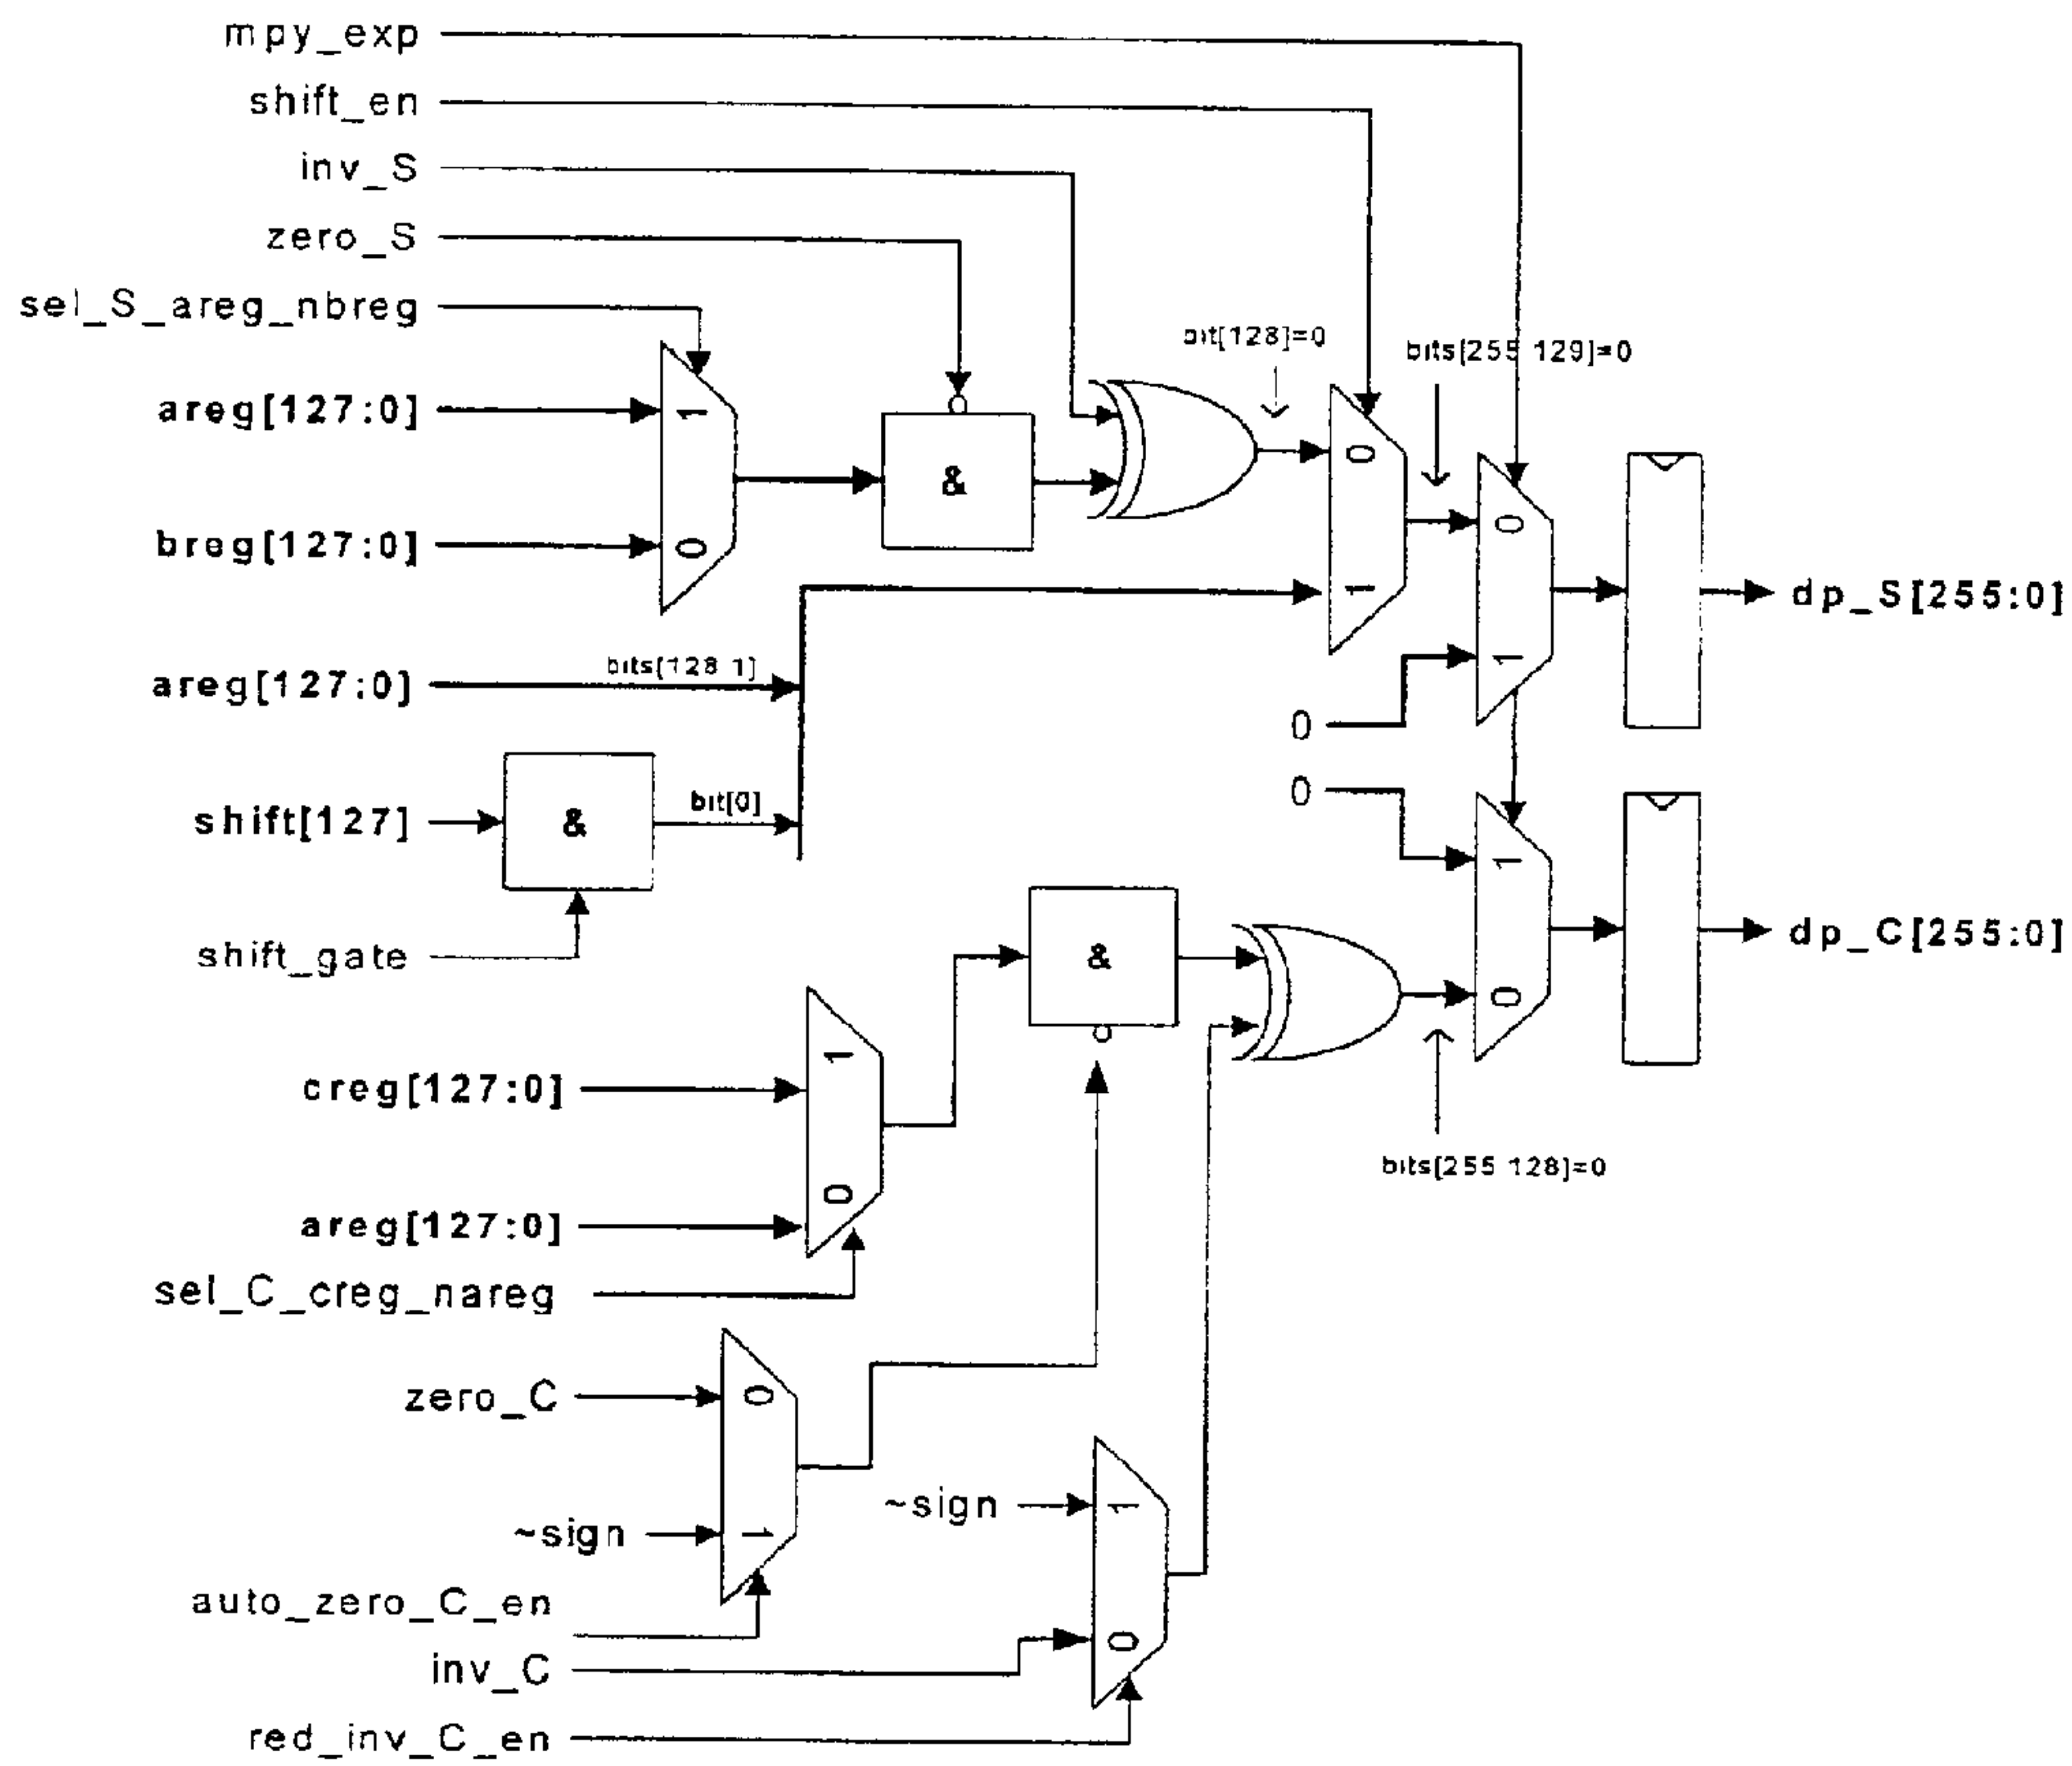 mpy_exp
shift_en
inv_S
zero_S
sel_S_areg_nbreg
bit[128]=0
bits[255 129]=0
areg[127:0]
1
0
&
0
breg[127:0]
0
1
dp_S[255:0]
areg[127:0]
bits[128 1]
1
0
0
shift[127]
&
bit[0]
1
shift_gate
&
dp_C[255:0]
0
creg[127:0]
1
bits[255 128]=0
areg[127:0]
0
sel_C_creg_nareg
zero_C
0
~sign
1
~sign
1
auto_zero_C_en
inv_C
0
red_inv_C_en